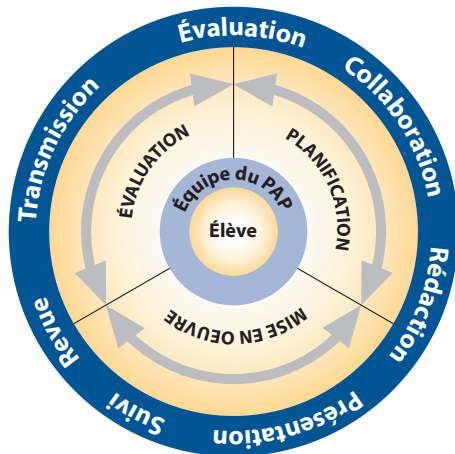 Évaluation
Collaboration
Rédaction
Présentation
Suivi
Revue
Transmission
PLANIFICATION
MISE EN OEUVRE
ÉVALUATION
Équipe du PAP
Élève